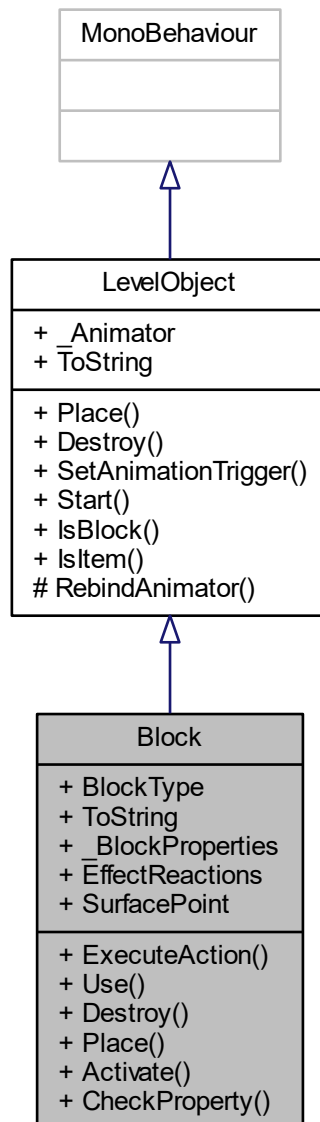 MonoBehaviour
LevelObject
+ _Animator
+ ToString
+ Place()
+ Destroy()
+ SetAnimationTrigger()
+ Start()
+ IsBlock()
+ IsItem()
# RebindAnimator()
Block
+ BlockType
+ ToString
+ _BlockProperties
+ EffectReactions
+ SurfacePoint
+ ExecuteAction()
+ Use()
+ Destroy()
+ Place()
+ Activate()
+ CheckProperty()